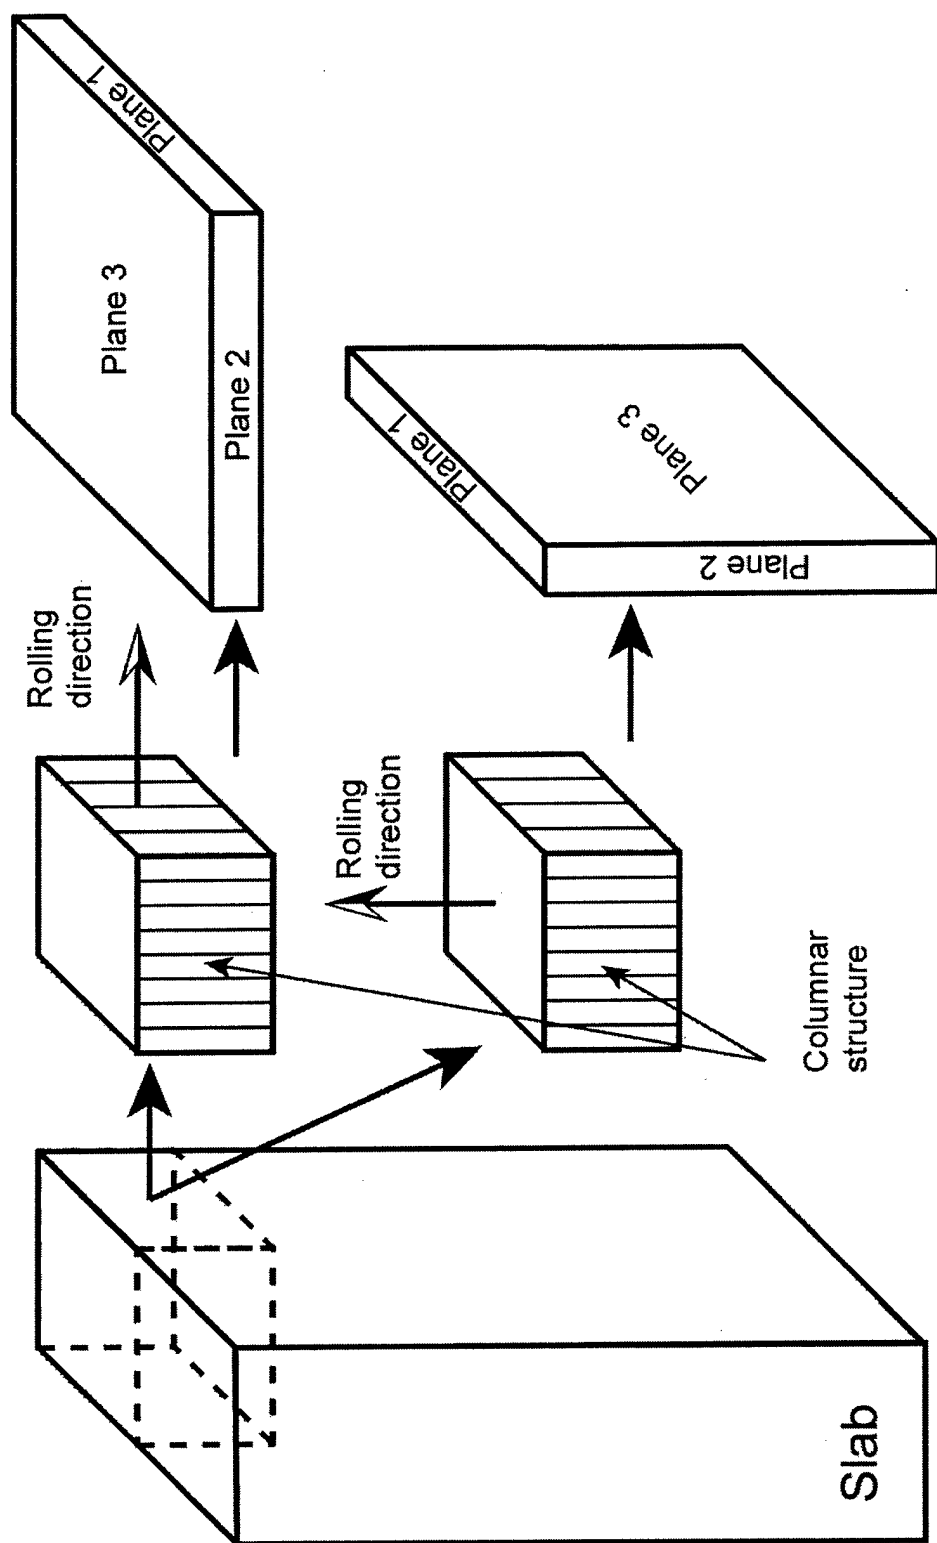 Slab
Columnar
structure
Rolling
direction
Rolling
direction
Plane 1
Plane 3
Plane 2
Plane 1
Plane 3
Plane 2